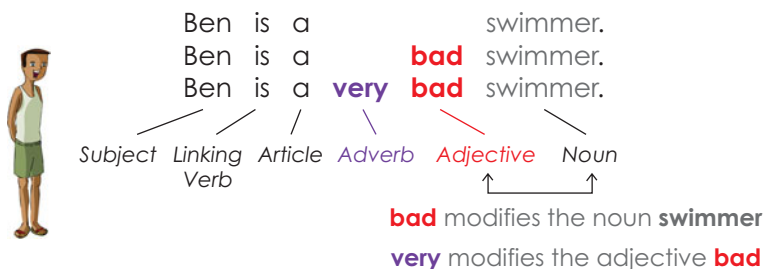 Ben is a swimmer.
Ben is a bad swimmer.
Ben is a very bad swimmer.
Subject Linking Verb Article Adverb Adjective Noun
bad modifies the noun swimmer
very modifies the adjective bad